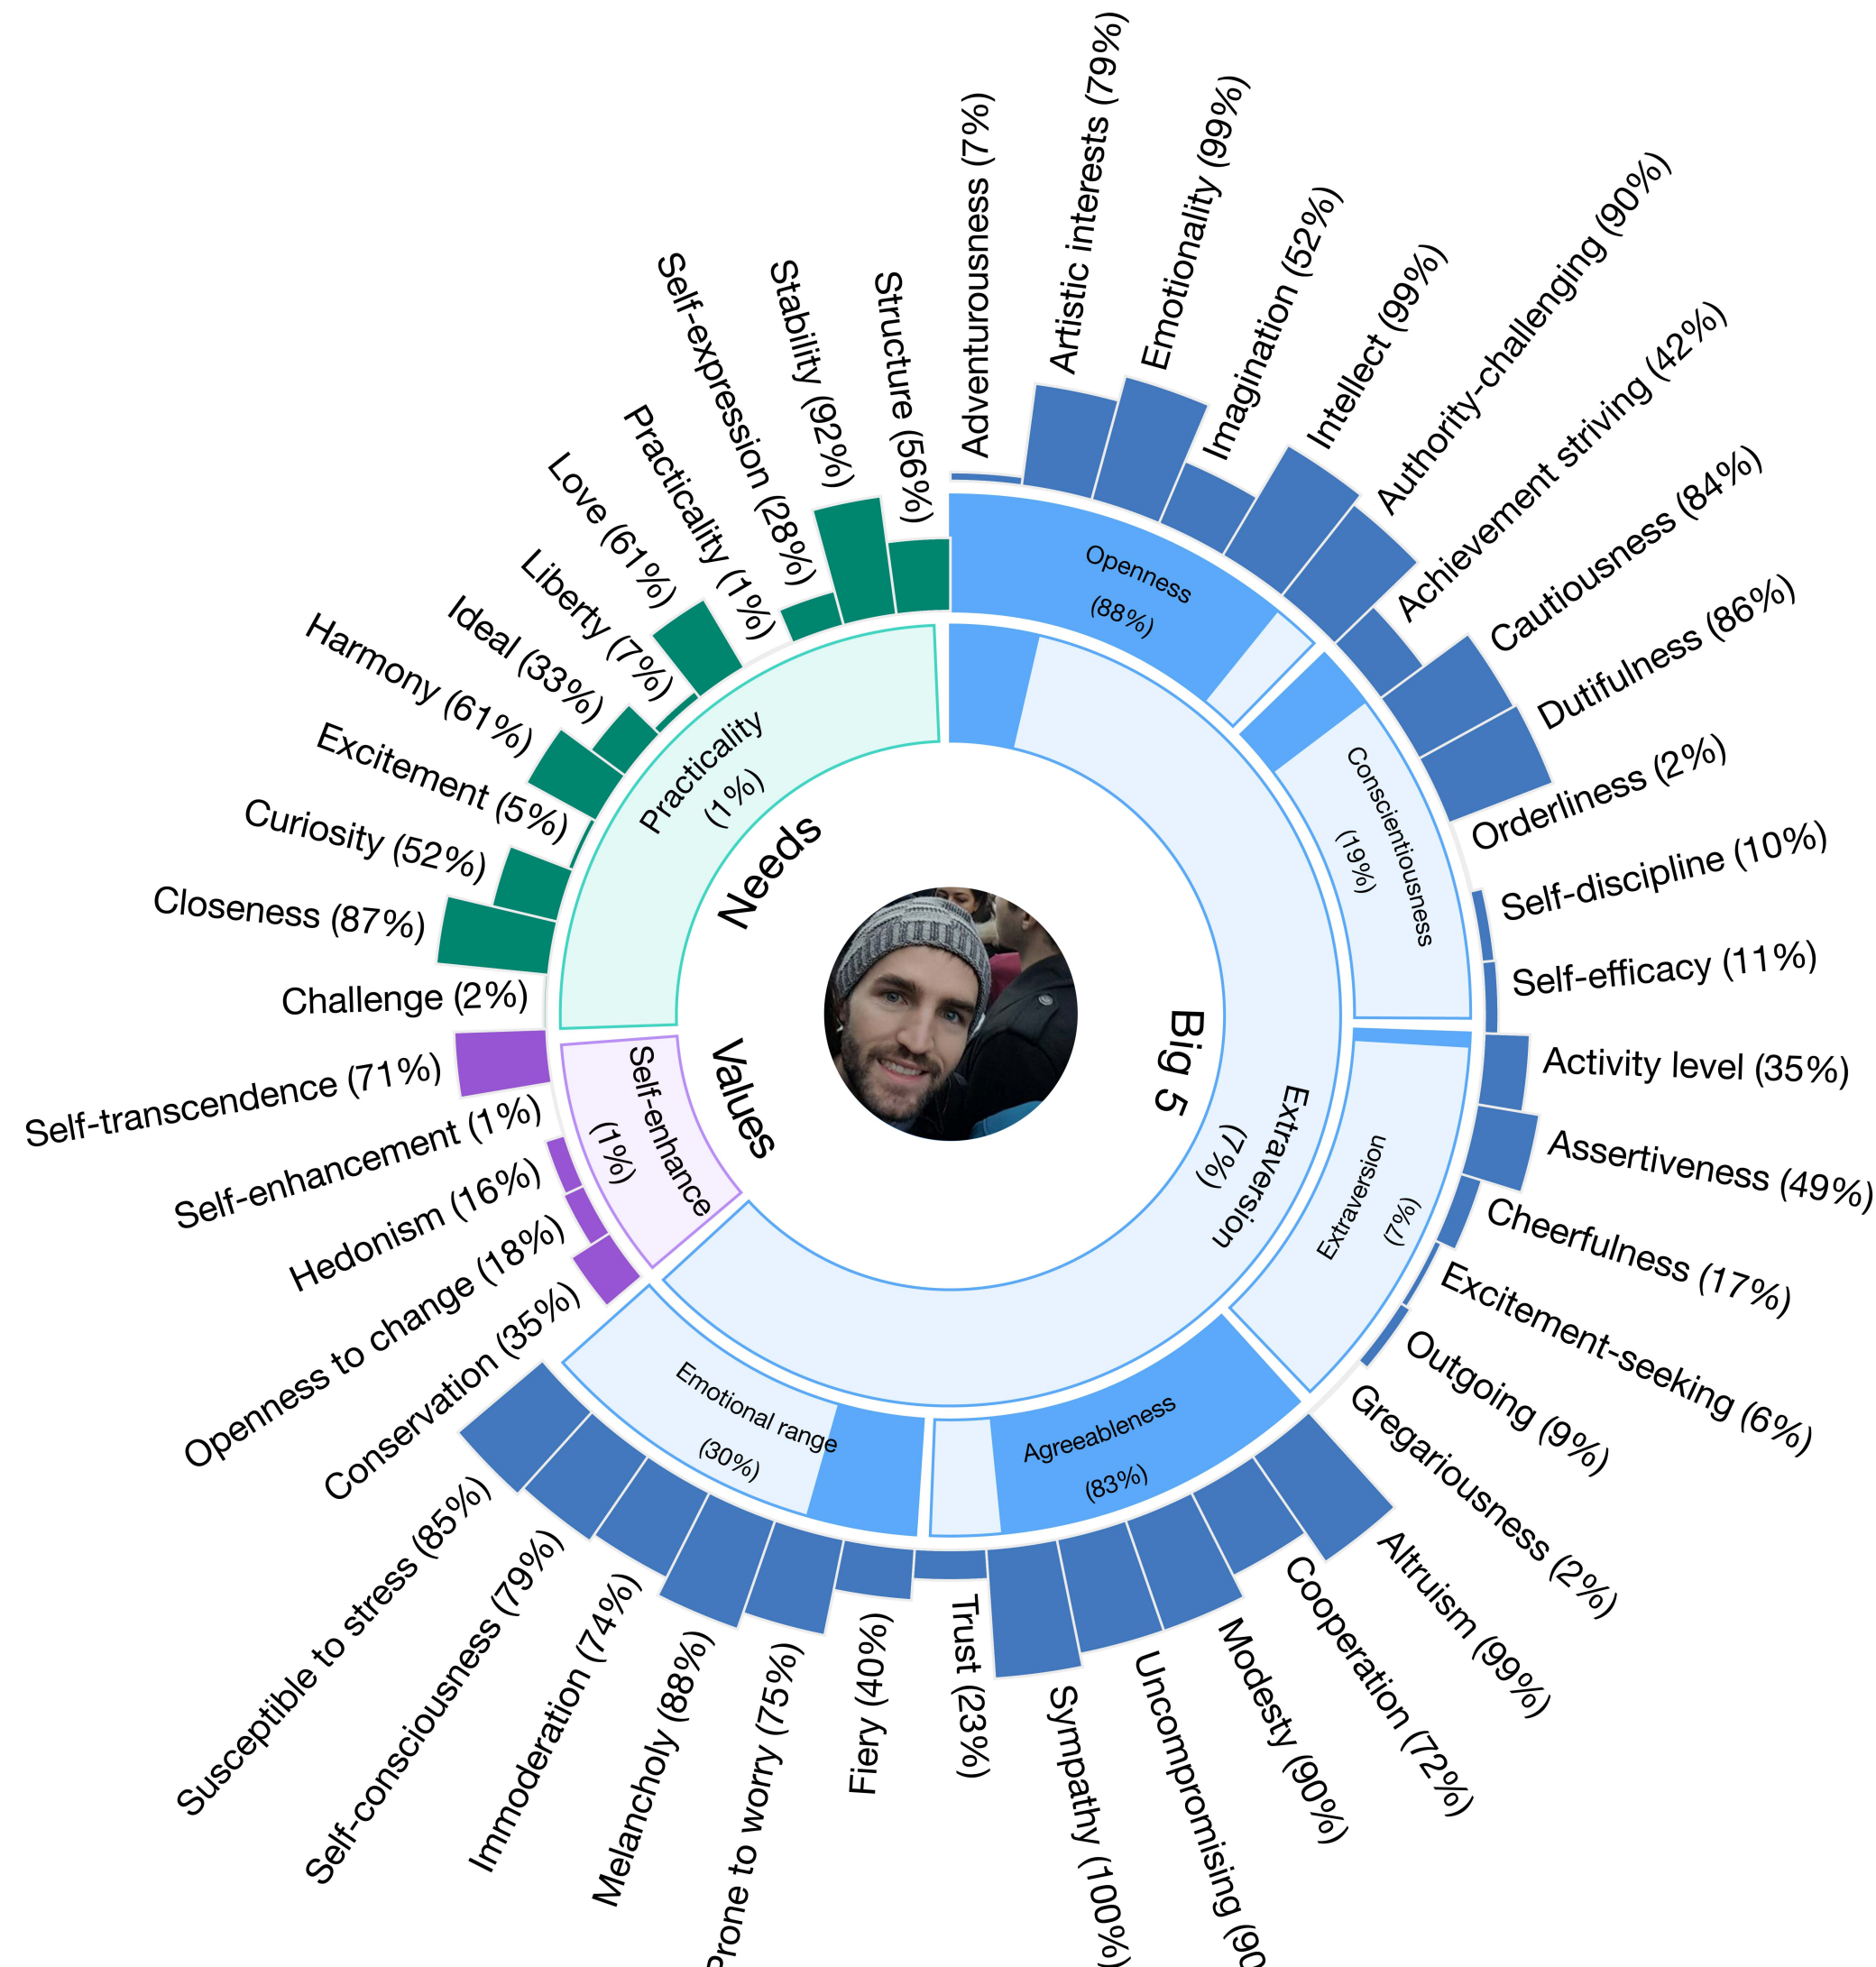 Adventurousness (7%)
Artistic interests (79%)
Emotionality (99%)
Imagination (52%)
Intellect (99%)
Authority-challenging (90%)
Achievement striving (42%)
Cautiousness (84%)
Dutifulness (86%)
Orderliness (2%)
Self-discipline (10%)
Self-efficacy (11%)
Activity level (35%)
Assertiveness (49%)
Cheerfulness (17%)
Excitement-seeking (6%)
Outgoing (9%)
Gregariousness (2%)
Altruism (99%)
Cooperation (72%)
Modesty (90%)
Uncompromising (90
Sympathy (100%)
Trust (23%)
Fiery (40%)
Prone to worry (75%)
Melancholy (88%)
Immoderation (74%)
Self-consciousness (79%)
Susceptible to stress (85%)
Conservation (35%)
Openness to change (18%)
Hedonism (16%)
Self-enhancement (1%)
Self-transcendence (71%)
Challenge (2%)
Closeness (87%)
Curiosity (52%)
Excitement (5%)
Harmony (61%)
Ideal (33%)
Liberty (7%)
Love (61%)
Practicality (1%)
Self-expression (28%)
Stability (92%)
Structure (56%)
Openness
(88%)
Conscientiousness
(19%)
Extraversion
(7%)
Agreeableness
(83%)
Emotional range
(30%)
Self-enhance
(1%)
Practicality
(1%)
Extraversion
(7%)
Big 5
Values
Needs